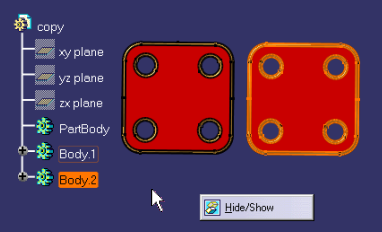 copy
xy plane
yz plane
zx plane
PartBody
Body.1
Body.2
Hide/Show